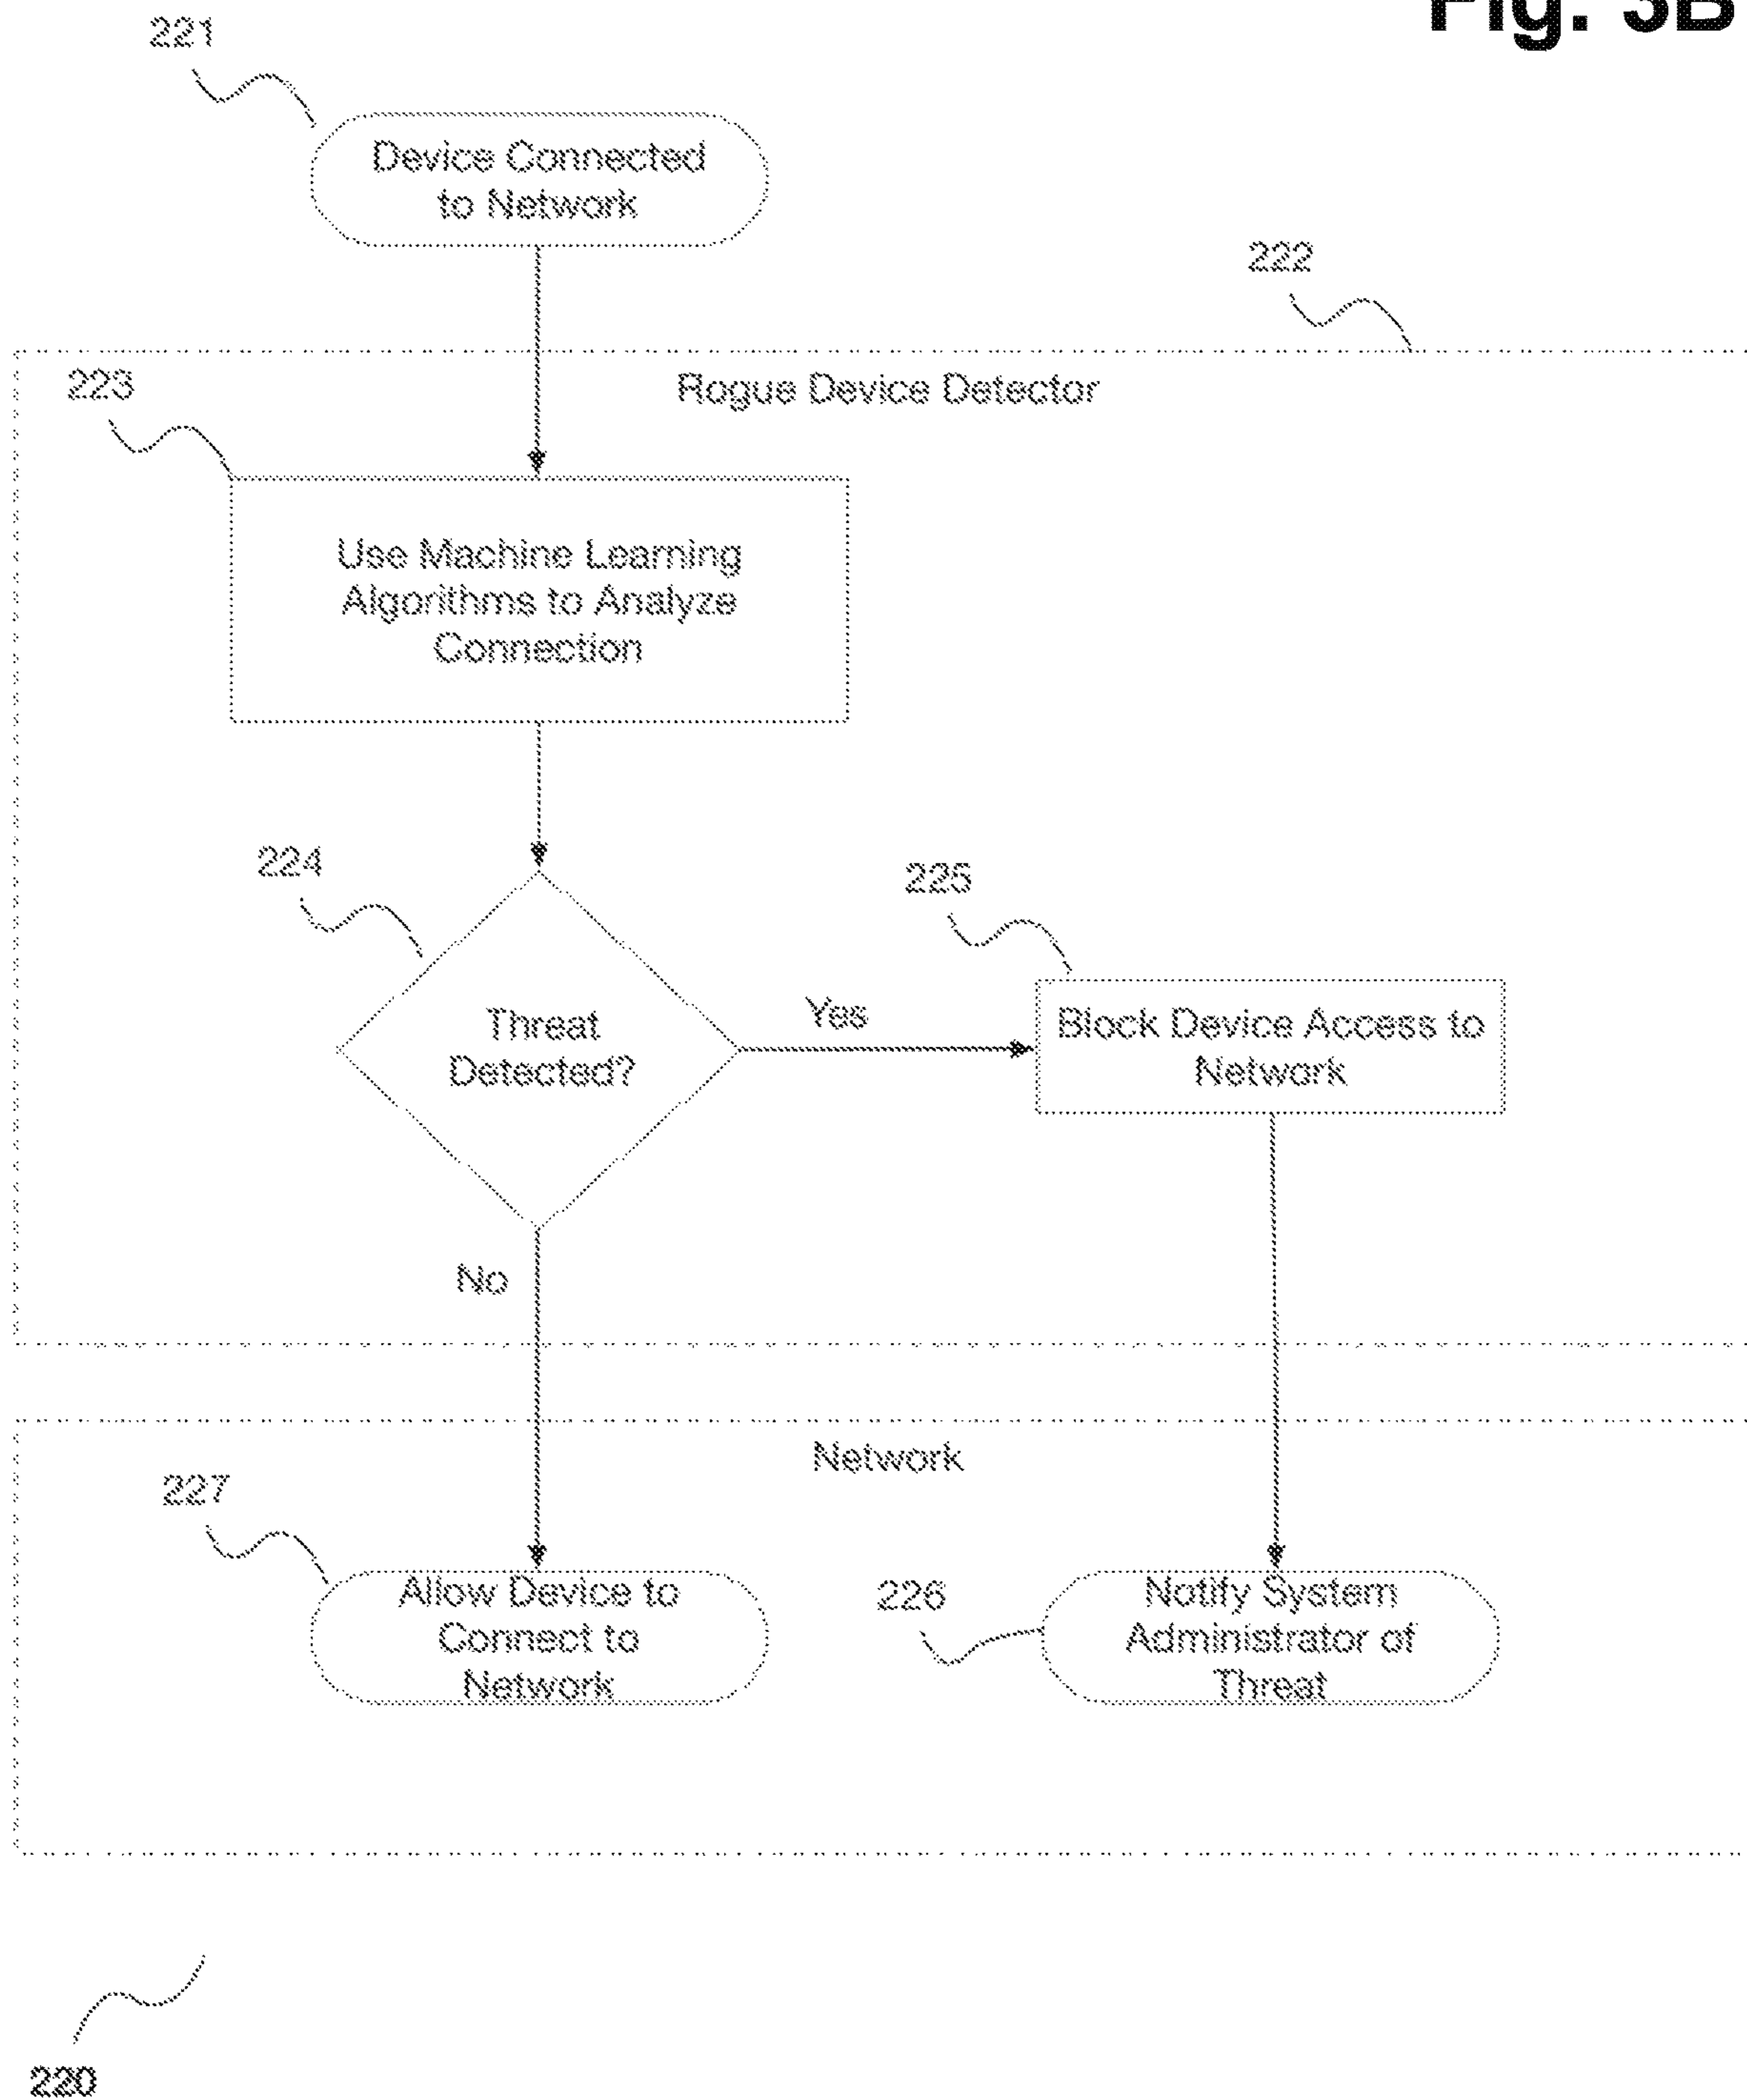 Fig. 3B
221
Device Connected
to Network
222
223
Rogue Device Detector
Use Machine Learning
Algorithms to Analyze
Connection
224
225
Threat
Detected?
Yes
Block Device Access to
Network
No
Network
227
Allow Device to
Connect to
Network
226
Notify System
Administrator of
Threat
220